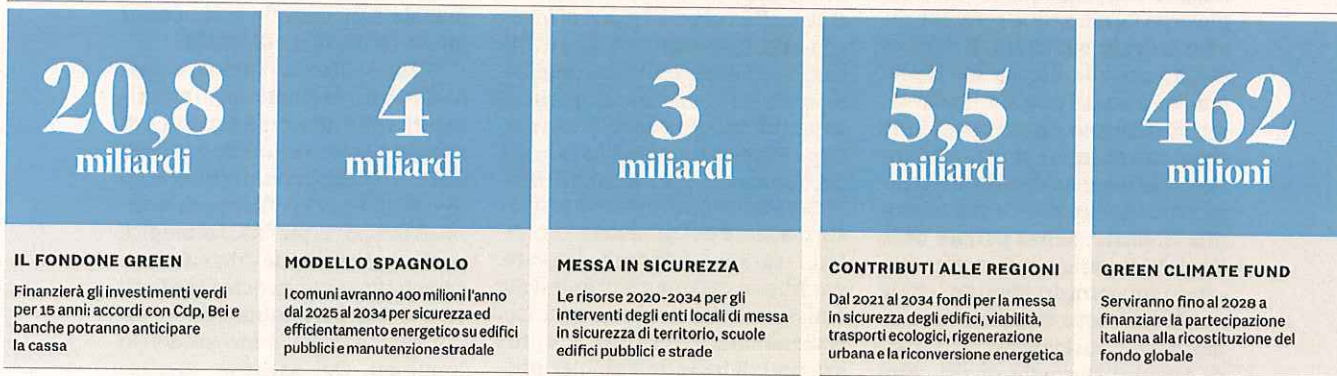 20,8
miliardi
IL FONDONE GREEN
Finanzierà gli investimenti verdi
per 15 anni: accordi con Cdp, Bei e
banche potranno anticipare
la cassa
4
miliardi
MODELLO SPAGNOLO
I comuni avranno 400 milioni l'anno
dal 2025 al 2034 per sicurezza ed
efficientamento energetico su edifici
pubblici e manutenzione stradale
3
miliardi
MESSA IN SICUREZZA
Le risorse 2020-2034 per gli
interventi degli enti locali di messa
in sicurezza di territorio, scuole
edifici pubblici e strade
5,5
miliardi
CONTRIBUTI ALLE REGIONI
Dal 2021 al 2034 fondi per la messa
in sicurezza degli edifici, viabilità,
trasporti ecologici, rigenerazione
urbana e la riconversione energetica
462
milioni
GREEN CLIMATE FUND
Serviranno fino al 2028 a
finanziare la partecipazione
italiana alla ricostituzione del
fondo globale